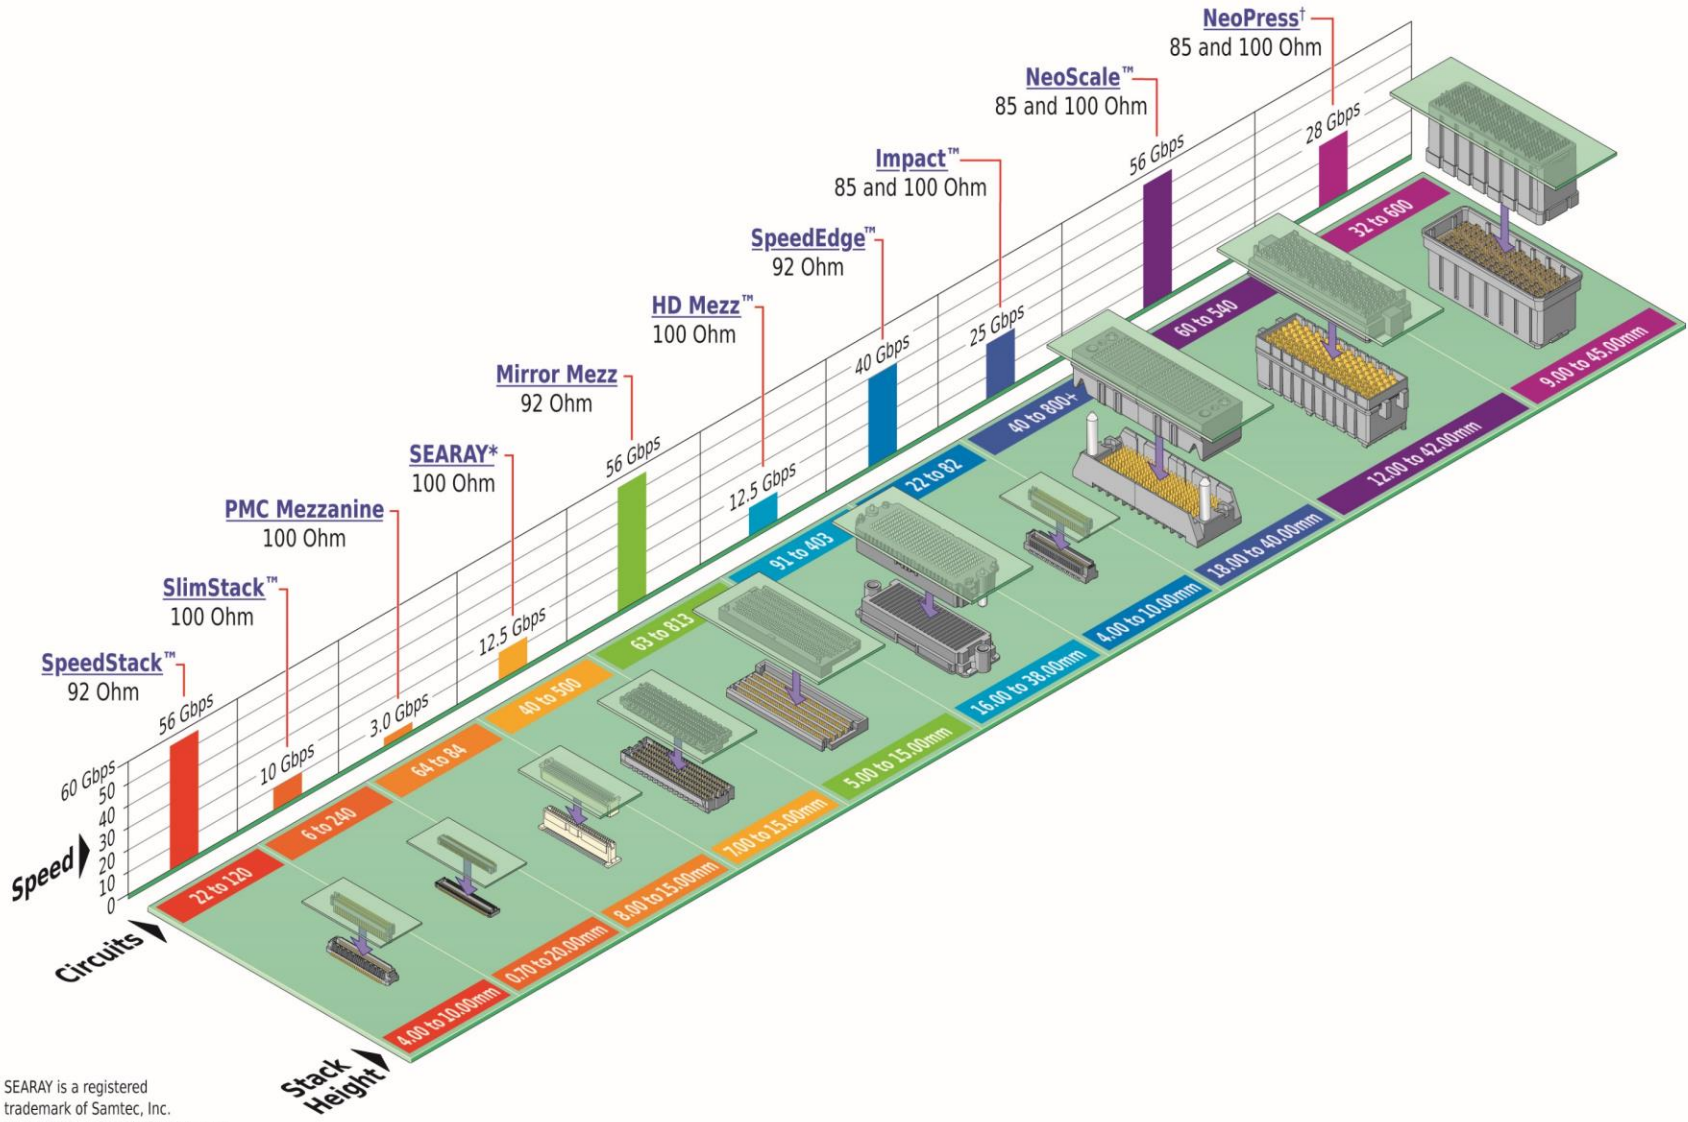 NeoPress†
85 and 100 Ohm
28 Gbps
NeoScale™
85 and 100 Ohm
56 Gbps
Impact™
85 and 100 Ohm
25 Gbps
SpeedEdge™
92 Ohm
40 Gbps
HD Mezz™
100 Ohm
12.5 Gbps
Mirror Mezz
92 Ohm
56 Gbps
SEARAY*
100 Ohm
12.5 Gbps
PMC Mezzanine
100 Ohm
3.0 Gbps
SlimStack™
100 Ohm
10 Gbps
SpeedStack™
92 Ohm
56 Gbps
60 Gbps
50
40
30
20
10
0
Speed
Circuits
22 to 120
6 to 240
64 to 84
40 to 500
63 to 813
91 to 403
22 to 82
40 to 800+
60 to 540
32 to 600
Stack
Height
4.00 to 10.00mm
0.70 to 20.00mm
8.00 to 15.00mm
7.00 to 15.00mm
5.00 to 15.00mm
16.00 to 38.00mm
4.00 to 10.00mm
18.00 to 40.00mm
12.00 to 42.00mm
9.00 to 45.00mm
SEARAY is a registered
trademark of Samtec, Inc.